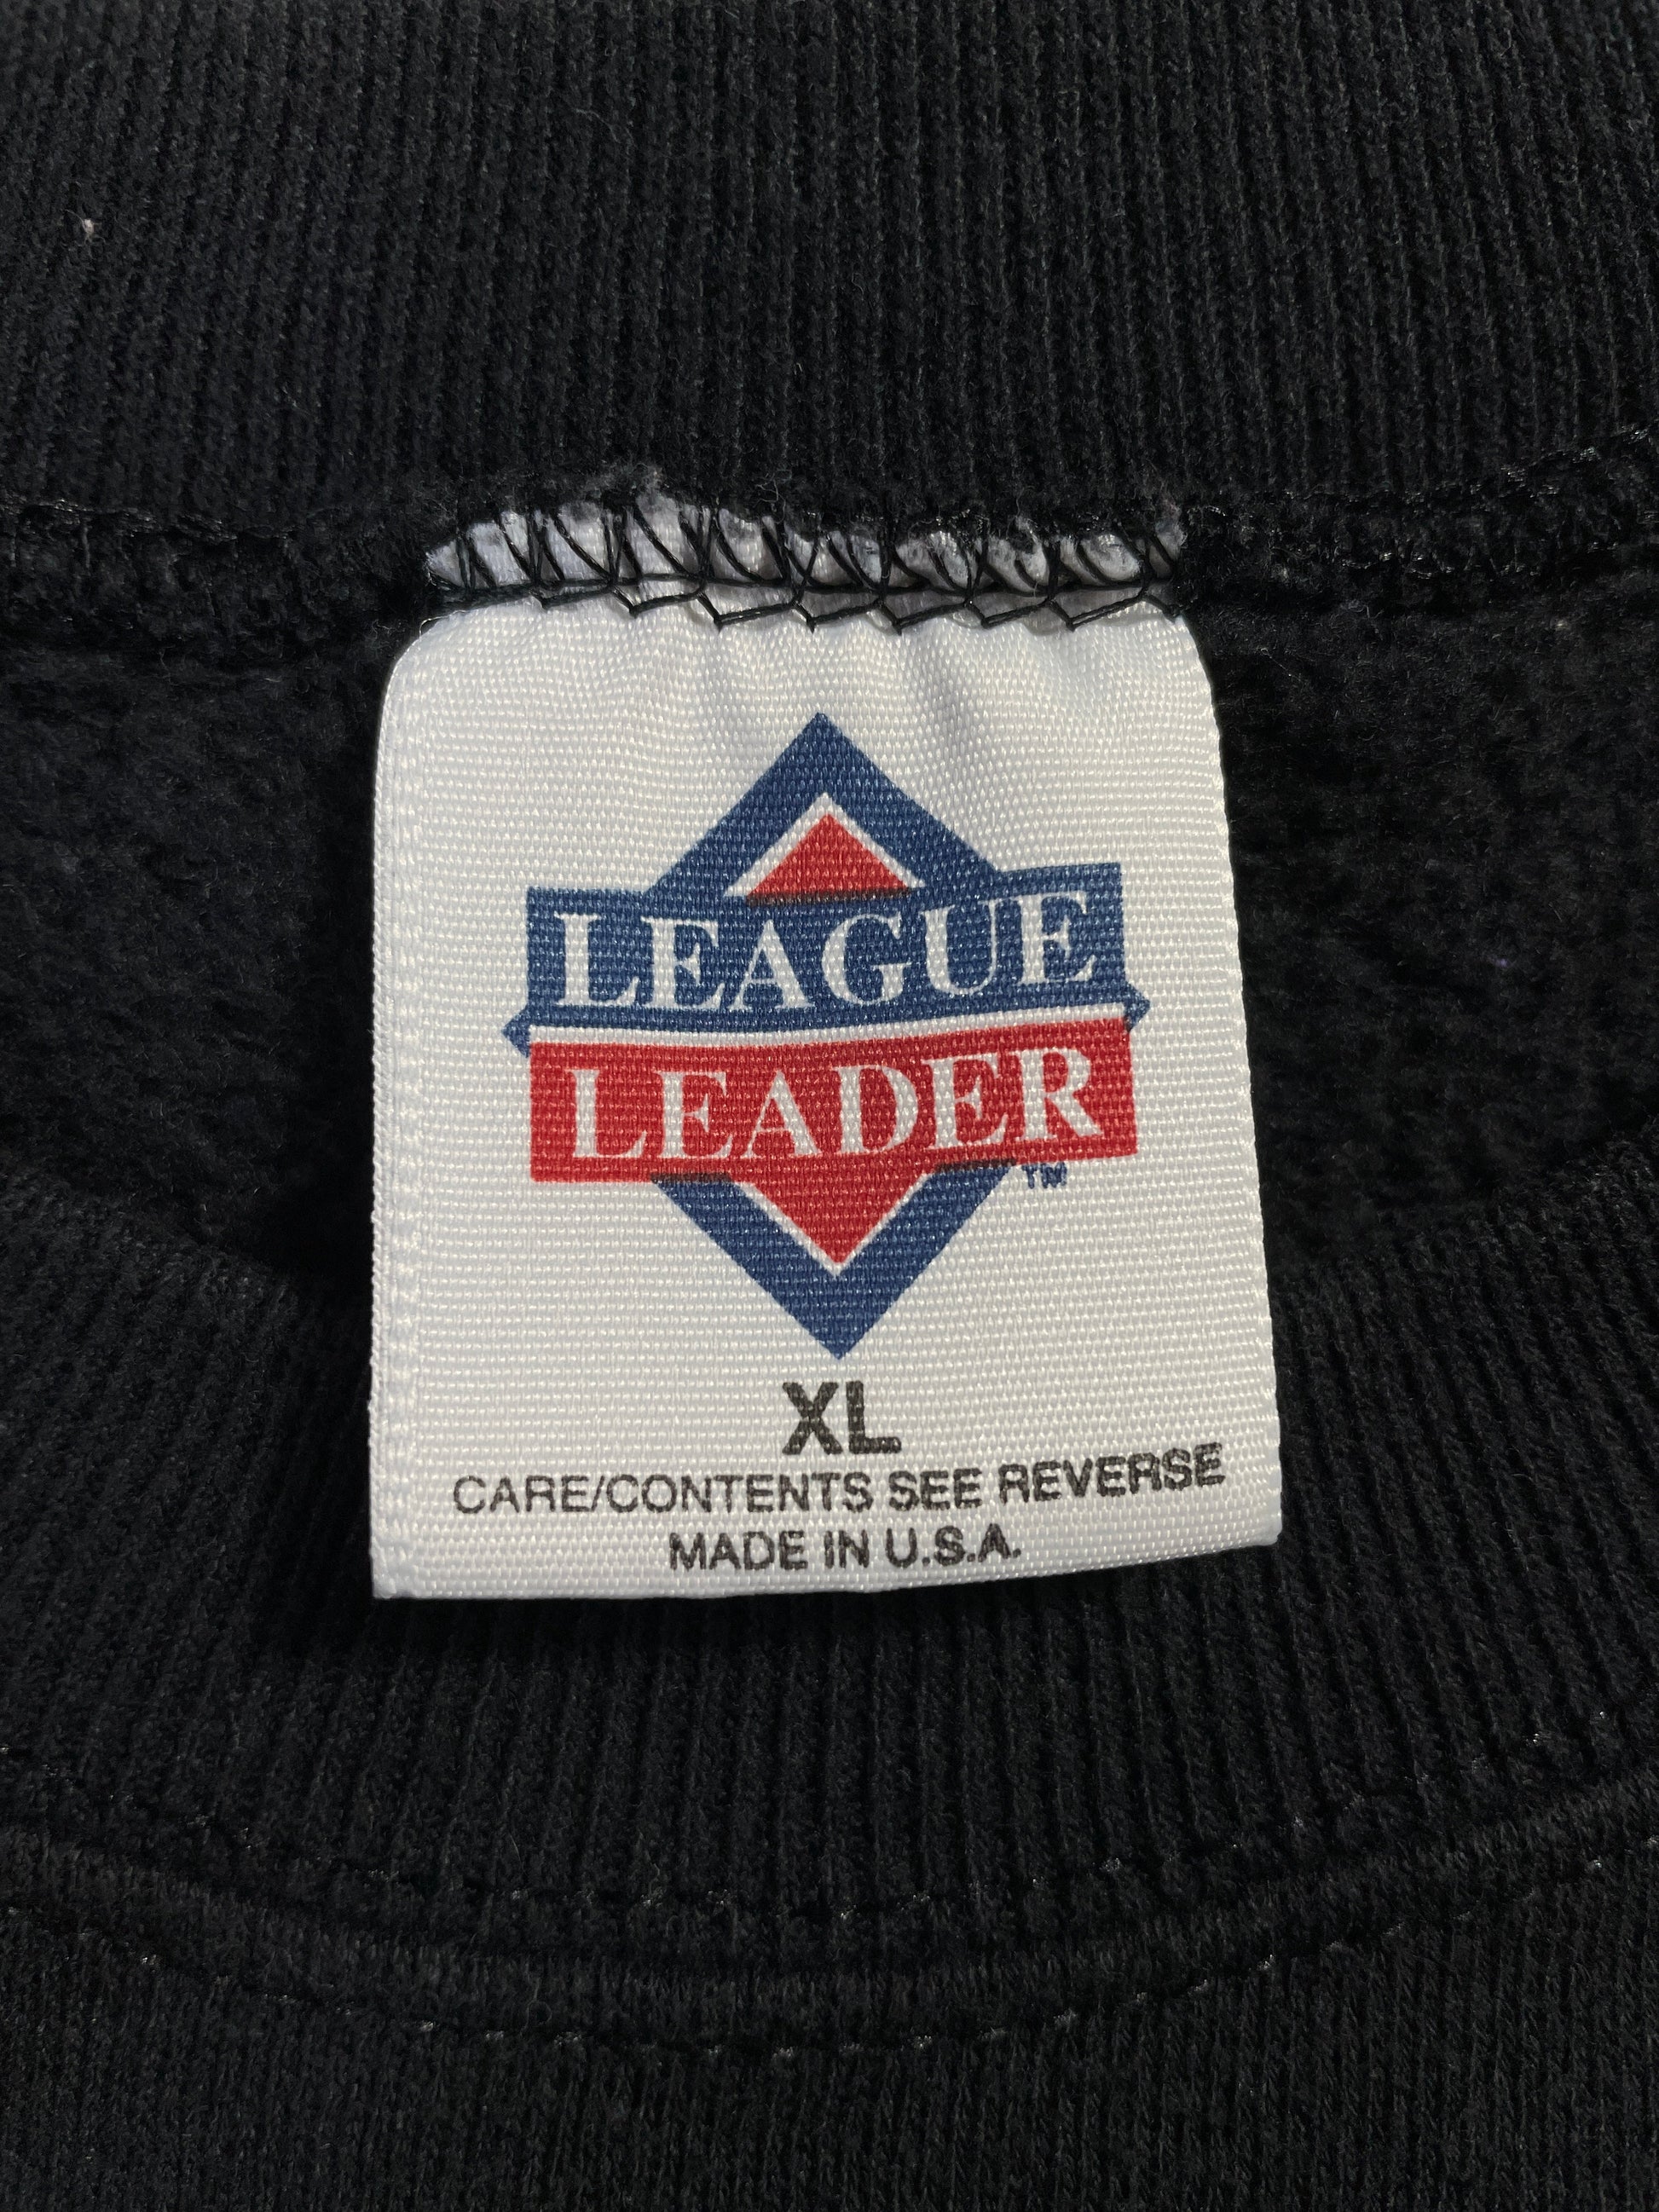 LEAGUE
LEADER
TM
XL
CARE/CONTENTS SEE REVERSE
MADE IN U.S.A.